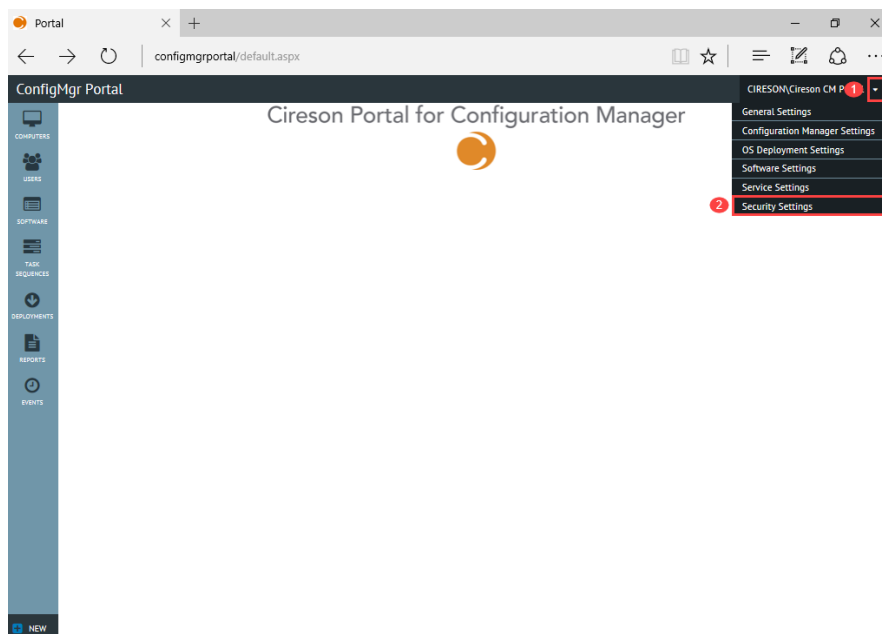 Portal
configmgrportal/default.aspx
ConfigMgr Portal
CIRESON\Cireson CM P
1
General Settings
Configuration Manager Settings
OS Deployment Settings
Software Settings
Service Settings
2 Security Settings
Cireson Portal for Configuration Manager
COMPUTERS
USERS
SOFTWARE
TASK
SEQUENCES
DEPLOYMENTS
REPORTS
EVENTS
NEW